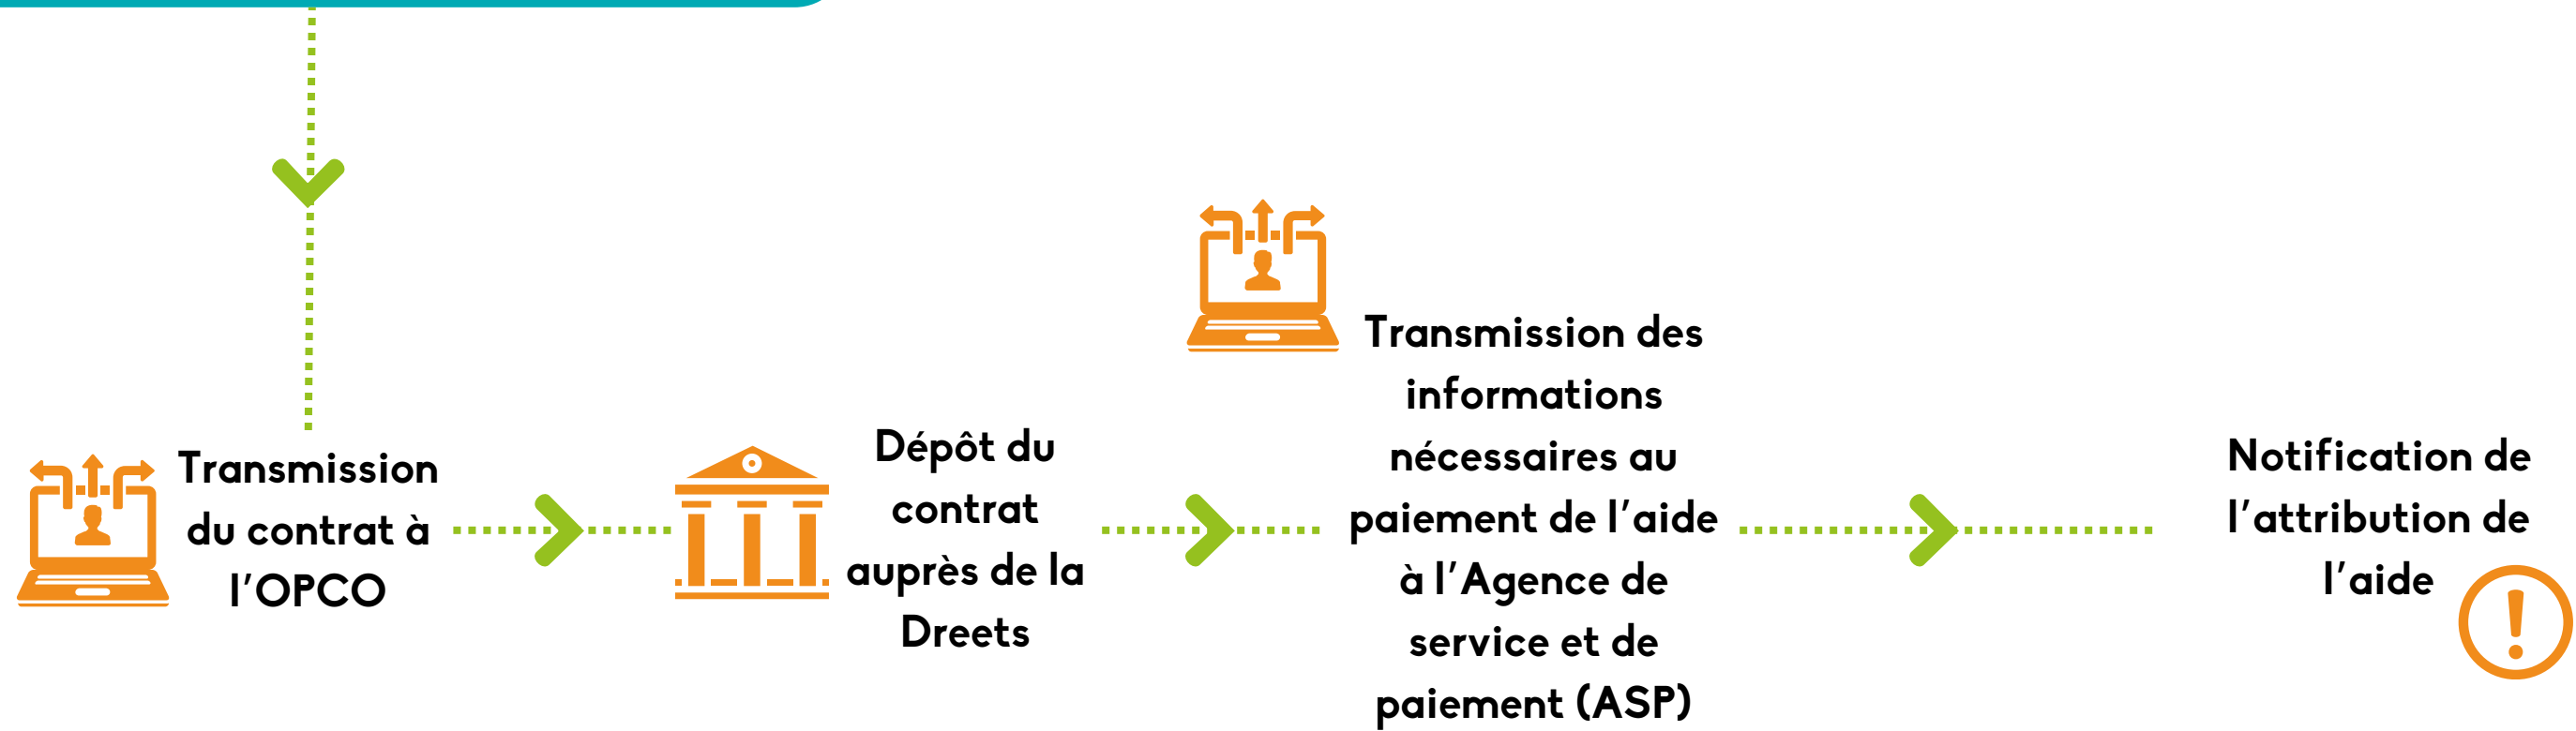 Transmission
du contrat à
l'OPCO
Dépôt du
contrat
auprès de la
Dreets
Transmission des
informations
nécessaires au
paiement de l'aide
à l'Agence de
service et de
paiement (ASP)
Notification de
l'attribution de
l'aide